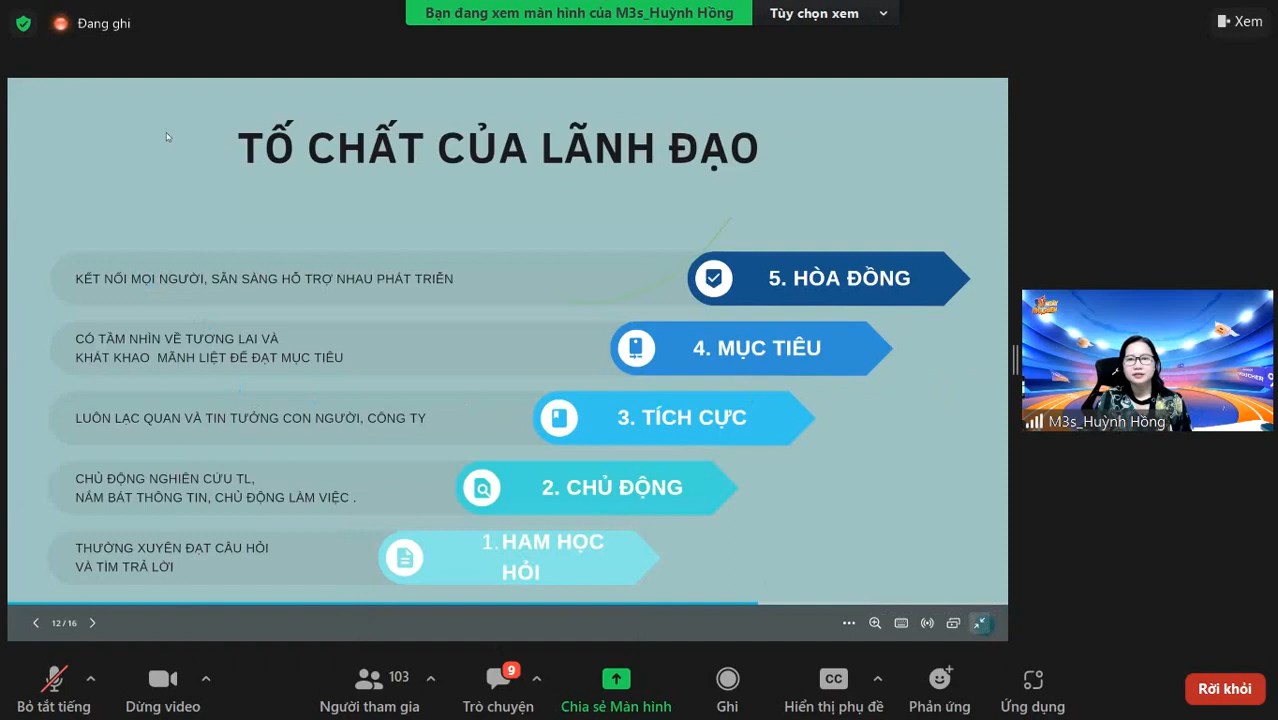 Đang ghi
Bạn đang xem màn hình của M3s_Huỳnh Hồng
Tùy chọn xem
Xem
TỐ CHẤT CỦA LÃNH ĐẠO
KẾT NỐI MỌI NGƯỜI, SẴN SÀNG HỖ TRỢ NHAU PHÁT TRIỂN
5. HÒA ĐỒNG
CÓ TẦM NHÌN VỀ TƯƠNG LAI VÀ
KHÁT KHAO MÃNH LIỆT ĐỂ ĐẠT MỤC TIÊU
4. MỤC TIÊU
LUÔN LẠC QUAN VÀ TIN TƯỞNG CON NGƯỜI, CÔNG TY
3. TÍCH CỰC
CHỦ ĐỘNG NGHIÊN CỨU TL,
NẮM BẮT THÔNG TIN, CHỦ ĐỘNG LÀM VIỆC .
2. CHỦ ĐỘNG
THƯỜNG XUYÊN ĐẶT CÂU HỎI
VÀ TÌM TRẢ LỜI
1. HAM HỌC
HỎI
M3s_Huỳnh Hồng
12 / 16
103
9
CC
Bỏ tắt tiếng
Dừng video
Người tham gia
Trò chuyện
Chia sẻ Màn hình
Ghi
Hiển thị phụ đề
Phản ứng
Ứng dụng
Rời khỏi